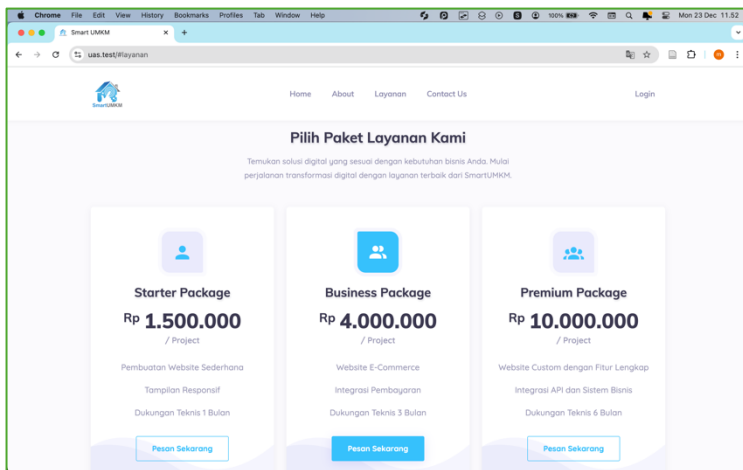 Chrome File Edit View History Bookmarks Profiles Tab Window Help 100% Mon 23 Dec 11.52
Smart UMKM
uas.test/#layanan
SmartUMKM
Home About Layanan Contact Us Login
Pilih Paket Layanan Kami
Temukan solusi digital yang sesuai dengan kebutuhan bisnis Anda. Mulai
perjalanan transformasi digital dengan layanan terbaik dari SmartUMKM.
Starter Package
Rp 1.500.000
/ Project
Pembuatan Website Sederhana
Tampilan Responsif
Dukungan Teknis 1 Bulan
Pesan Sekarang
Business Package
Rp 4.000.000
/ Project
Website E-Commerce
Integrasi Pembayaran
Dukungan Teknis 3 Bulan
Pesan Sekarang
Premium Package
Rp 10.000.000
/ Project
Website Custom dengan Fitur Lengkap
Integrasi API dan Sistem Bisnis
Dukungan Teknis 6 Bulan
Pesan Sekarang